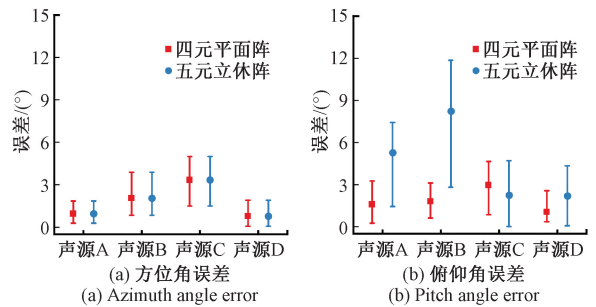 15
12
9
6
3
0
误差/(°)
四元平面阵
五元立休阵
声源A 声源B 声源C 声源D
(a) 方位角误差
(a) Azimuth angle error
15
12
9
6
3
0
误差/(°)
四元平面阵
五元立休阵
声源A 声源B 声源C 声源D
(b) 俯仰角误差
(b) Pitch angle error